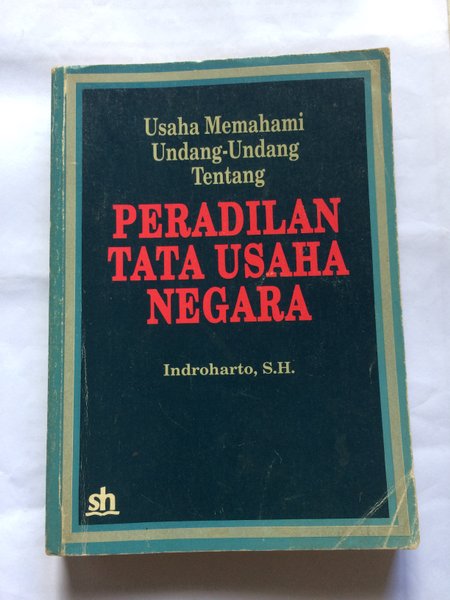 Usaha Memahami
Undang-Undang
Tentang
PERADILAN
TATA USAHA
NEGARA
Indroharto, S.H.
sh